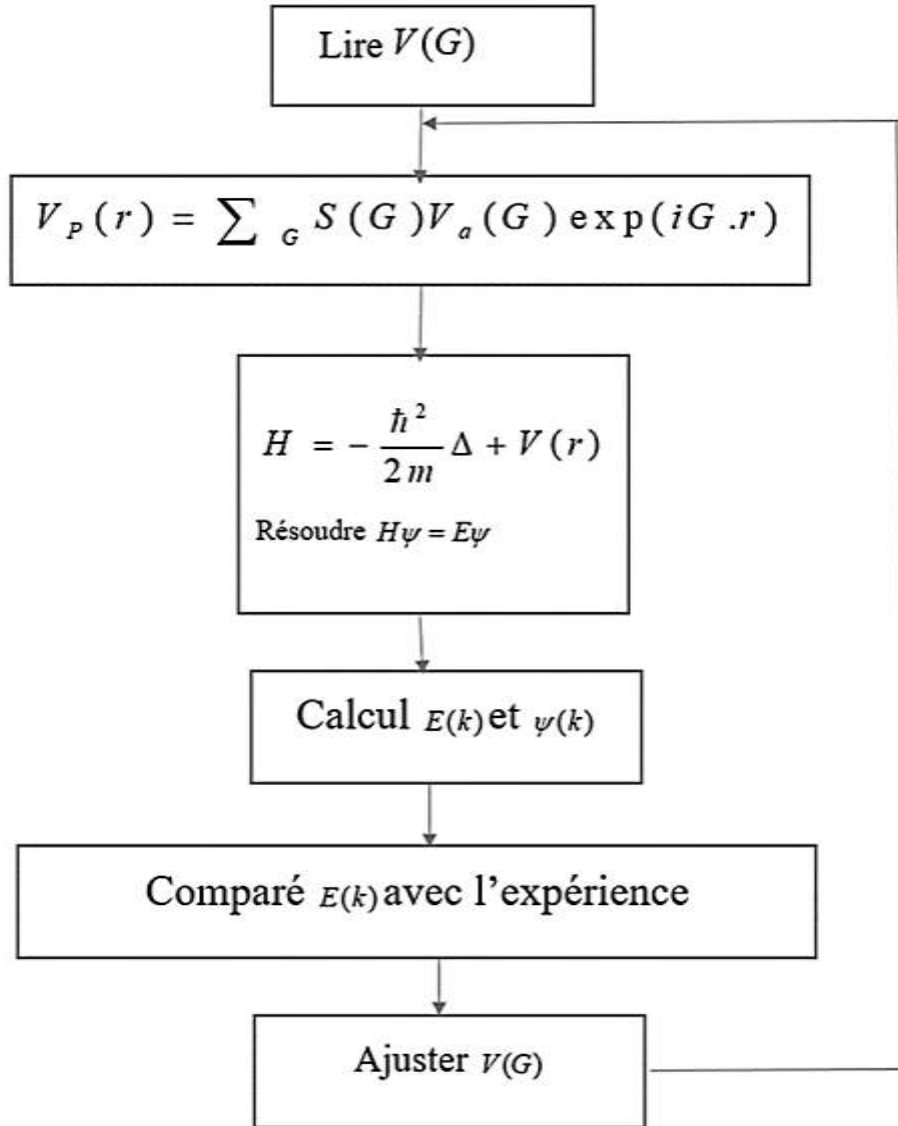 Lire V(G)
V_P(r) = ∑_G S(G)V_a(G)exp(iG.r)
H = - ℏ²/2m Δ + V(r)
Résoudre Hψ = Eψ
Calcul E(k) et ψ(k)
Comparé E(k) avec l’expérience
Ajuster V(G)